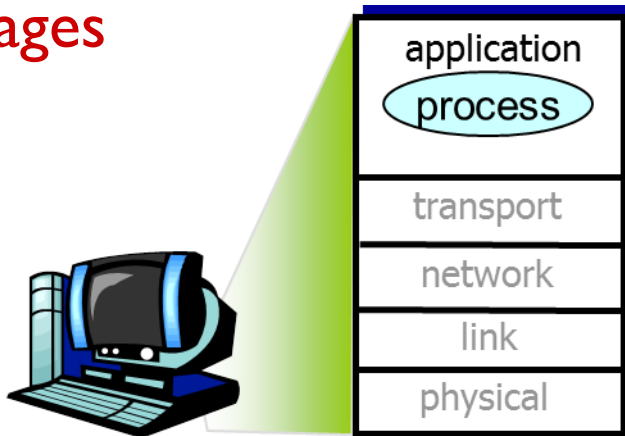 ages
application
process
transport
network
link
physical